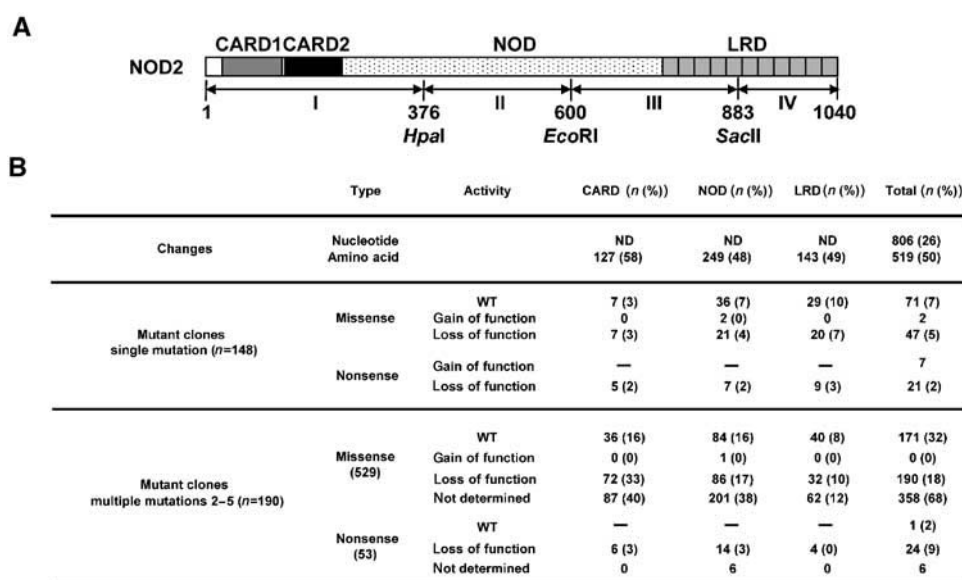 A
CARD1 CARD2 NOD LRD
NOD2
I II III IV
1 376 600 883 1040
HpaI EcoRI SacII
B
Type Activity CARD (n (%)) NOD (n (%)) LRD (n (%)) Total (n (%))
Changes
Nucleotide ND ND ND 806 (26)
Amino acid 127 (58) 249 (48) 143 (49) 519 (50)
Mutant clones
single mutation (n=148)
Missense
WT 7 (3) 36 (7) 29 (10) 71 (7)
Gain of function 0 2 (0) 0 2
Loss of function 7 (3) 21 (4) 20 (7) 47 (5)
Nonsense
Gain of function — — — 7
Loss of function 5 (2) 7 (2) 9 (3) 21 (2)
Mutant clones
multiple mutations 2–5 (n=190)
Missense
(529)
WT 36 (16) 84 (16) 40 (8) 171 (32)
Gain of function 0 (0) 1 (0) 0 (0) 0 (0)
Loss of function 72 (33) 86 (17) 32 (10) 190 (18)
Not determined 87 (40) 201 (38) 62 (12) 358 (68)
Nonsense
(53)
WT — — — 1 (2)
Loss of function 6 (3) 14 (3) 4 (0) 24 (9)
Not determined 0 6 0 6